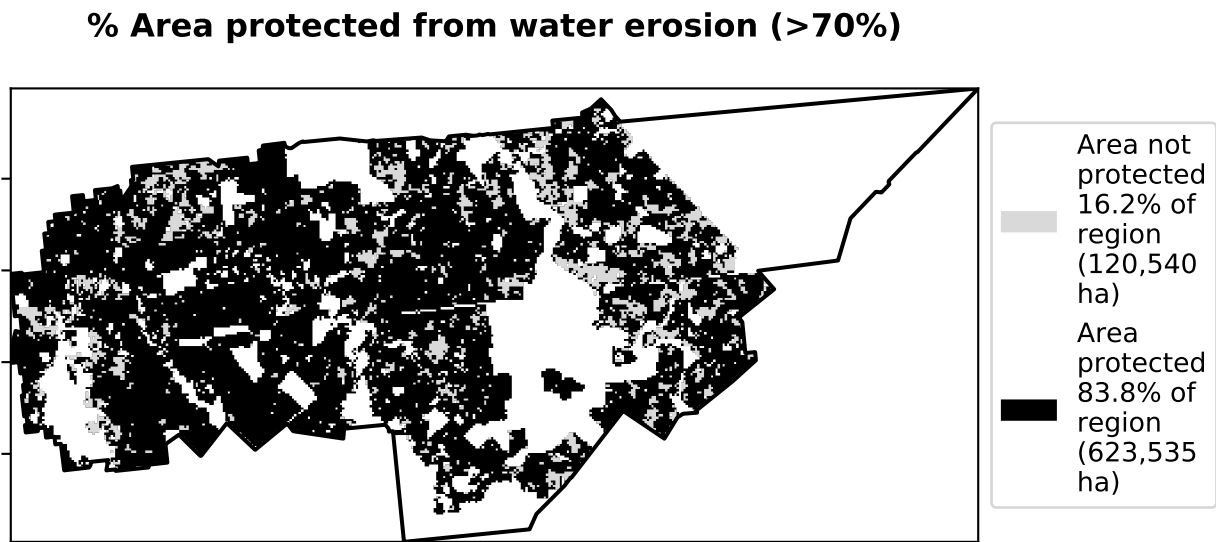 % Area protected from water erosion (>70%)
Area not
protected
16.2% of
region
(120,540
ha)
Area
protected
83.8% of
region
(623,535
ha)